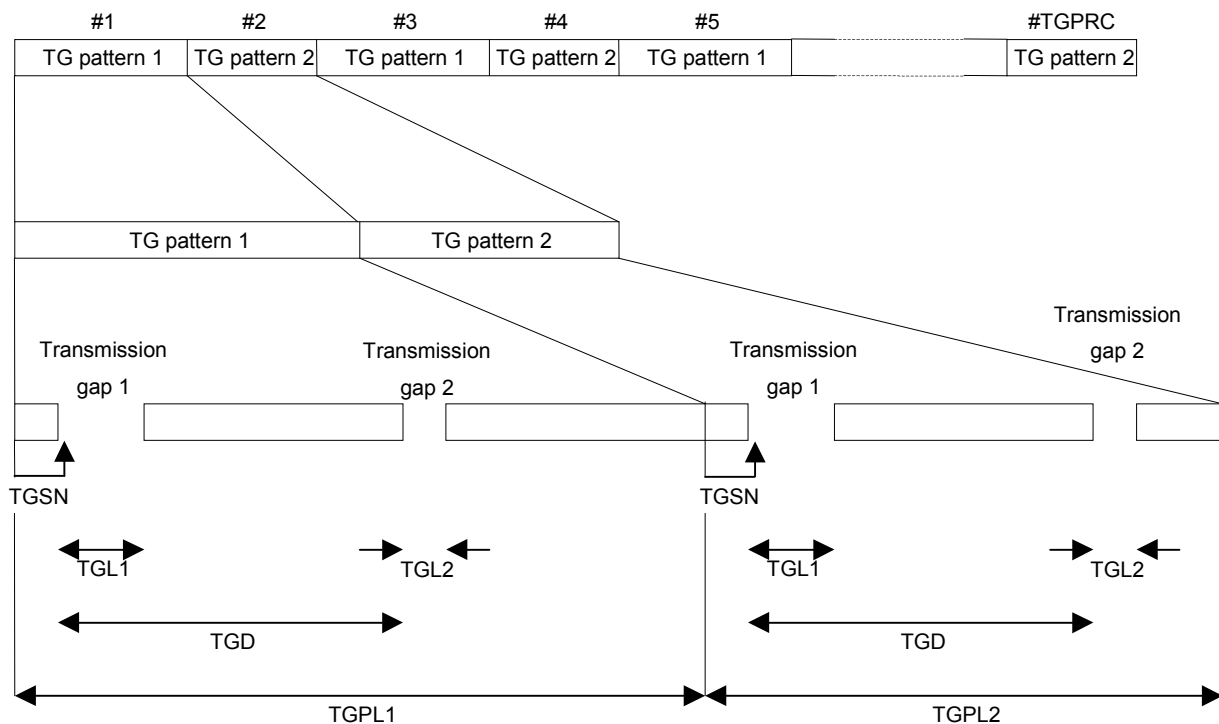 #1 #2 #3 #4 #5 #TGPRC
TG pattern 1 TG pattern 2 TG pattern 1 TG pattern 2 TG pattern 1 TG pattern 2
TG pattern 1 TG pattern 2
Transmission
gap 1
Transmission
gap 2
Transmission
gap 1
Transmission
gap 2
TGSN TGSN
TGL1 TGL2 TGL1 TGL2
TGD TGD
TGPL1 TGPL2